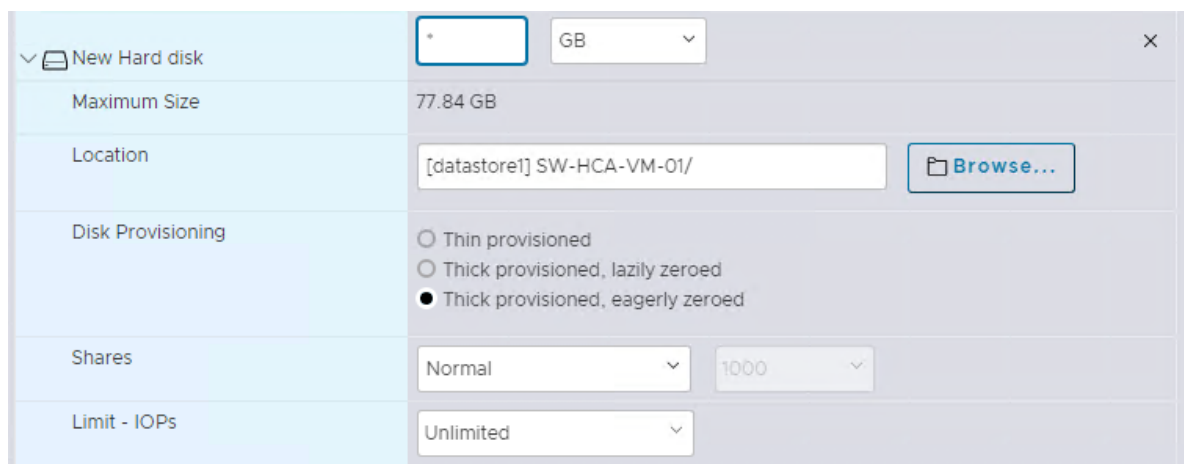 * GB
New Hard disk
Maximum Size 77.84 GB
Location [datastore1] SW-HCA-VM-01/ Browse...
Disk Provisioning
Thin provisioned
Thick provisioned, lazily zeroed
Thick provisioned, eagerly zeroed
Shares Normal 1000
Limit - IOPs Unlimited